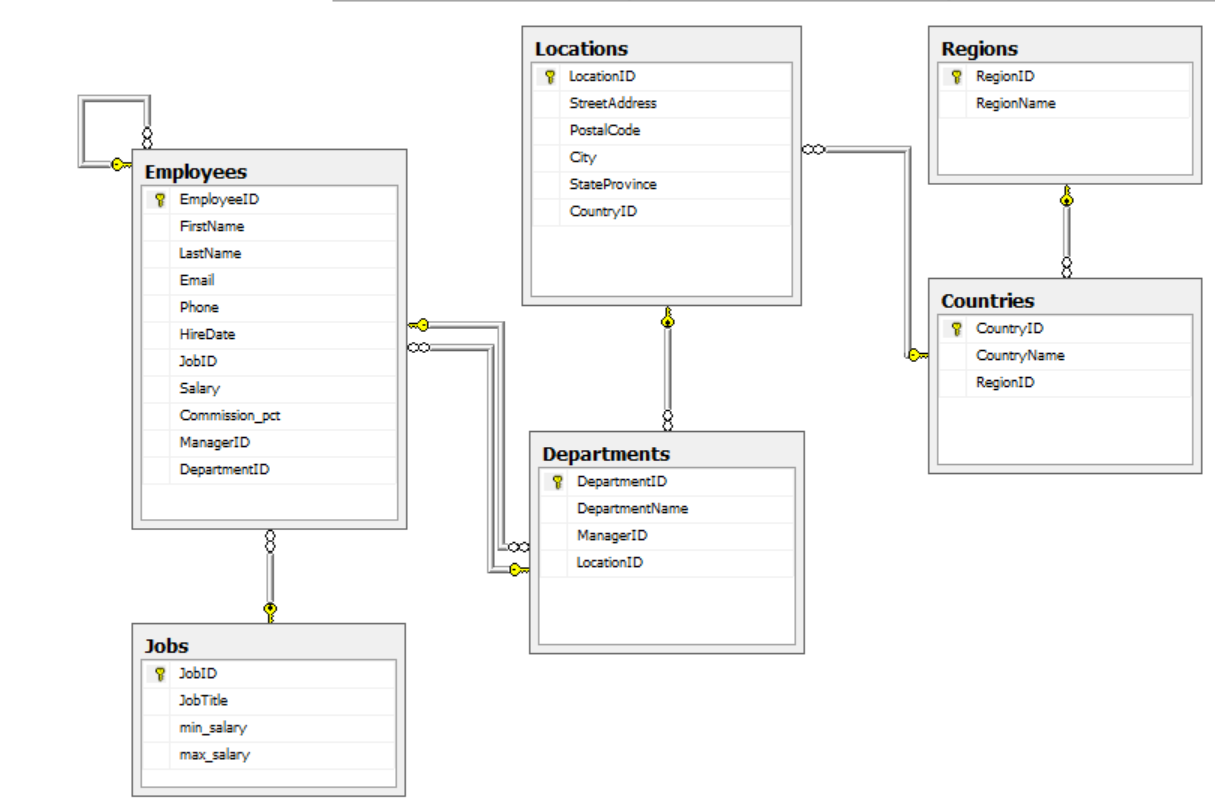 Locations
LocationID
StreetAddress
PostalCode
City
StateProvince
CountryID
Regions
RegionID
RegionName
Employees
EmployeeID
FirstName
LastName
Email
Phone
HireDate
JobID
Salary
Commission_pct
ManagerID
DepartmentID
Countries
CountryID
CountryName
RegionID
Departments
DepartmentID
DepartmentName
ManagerID
LocationID
Jobs
JobID
JobTitle
min_salary
max_salary